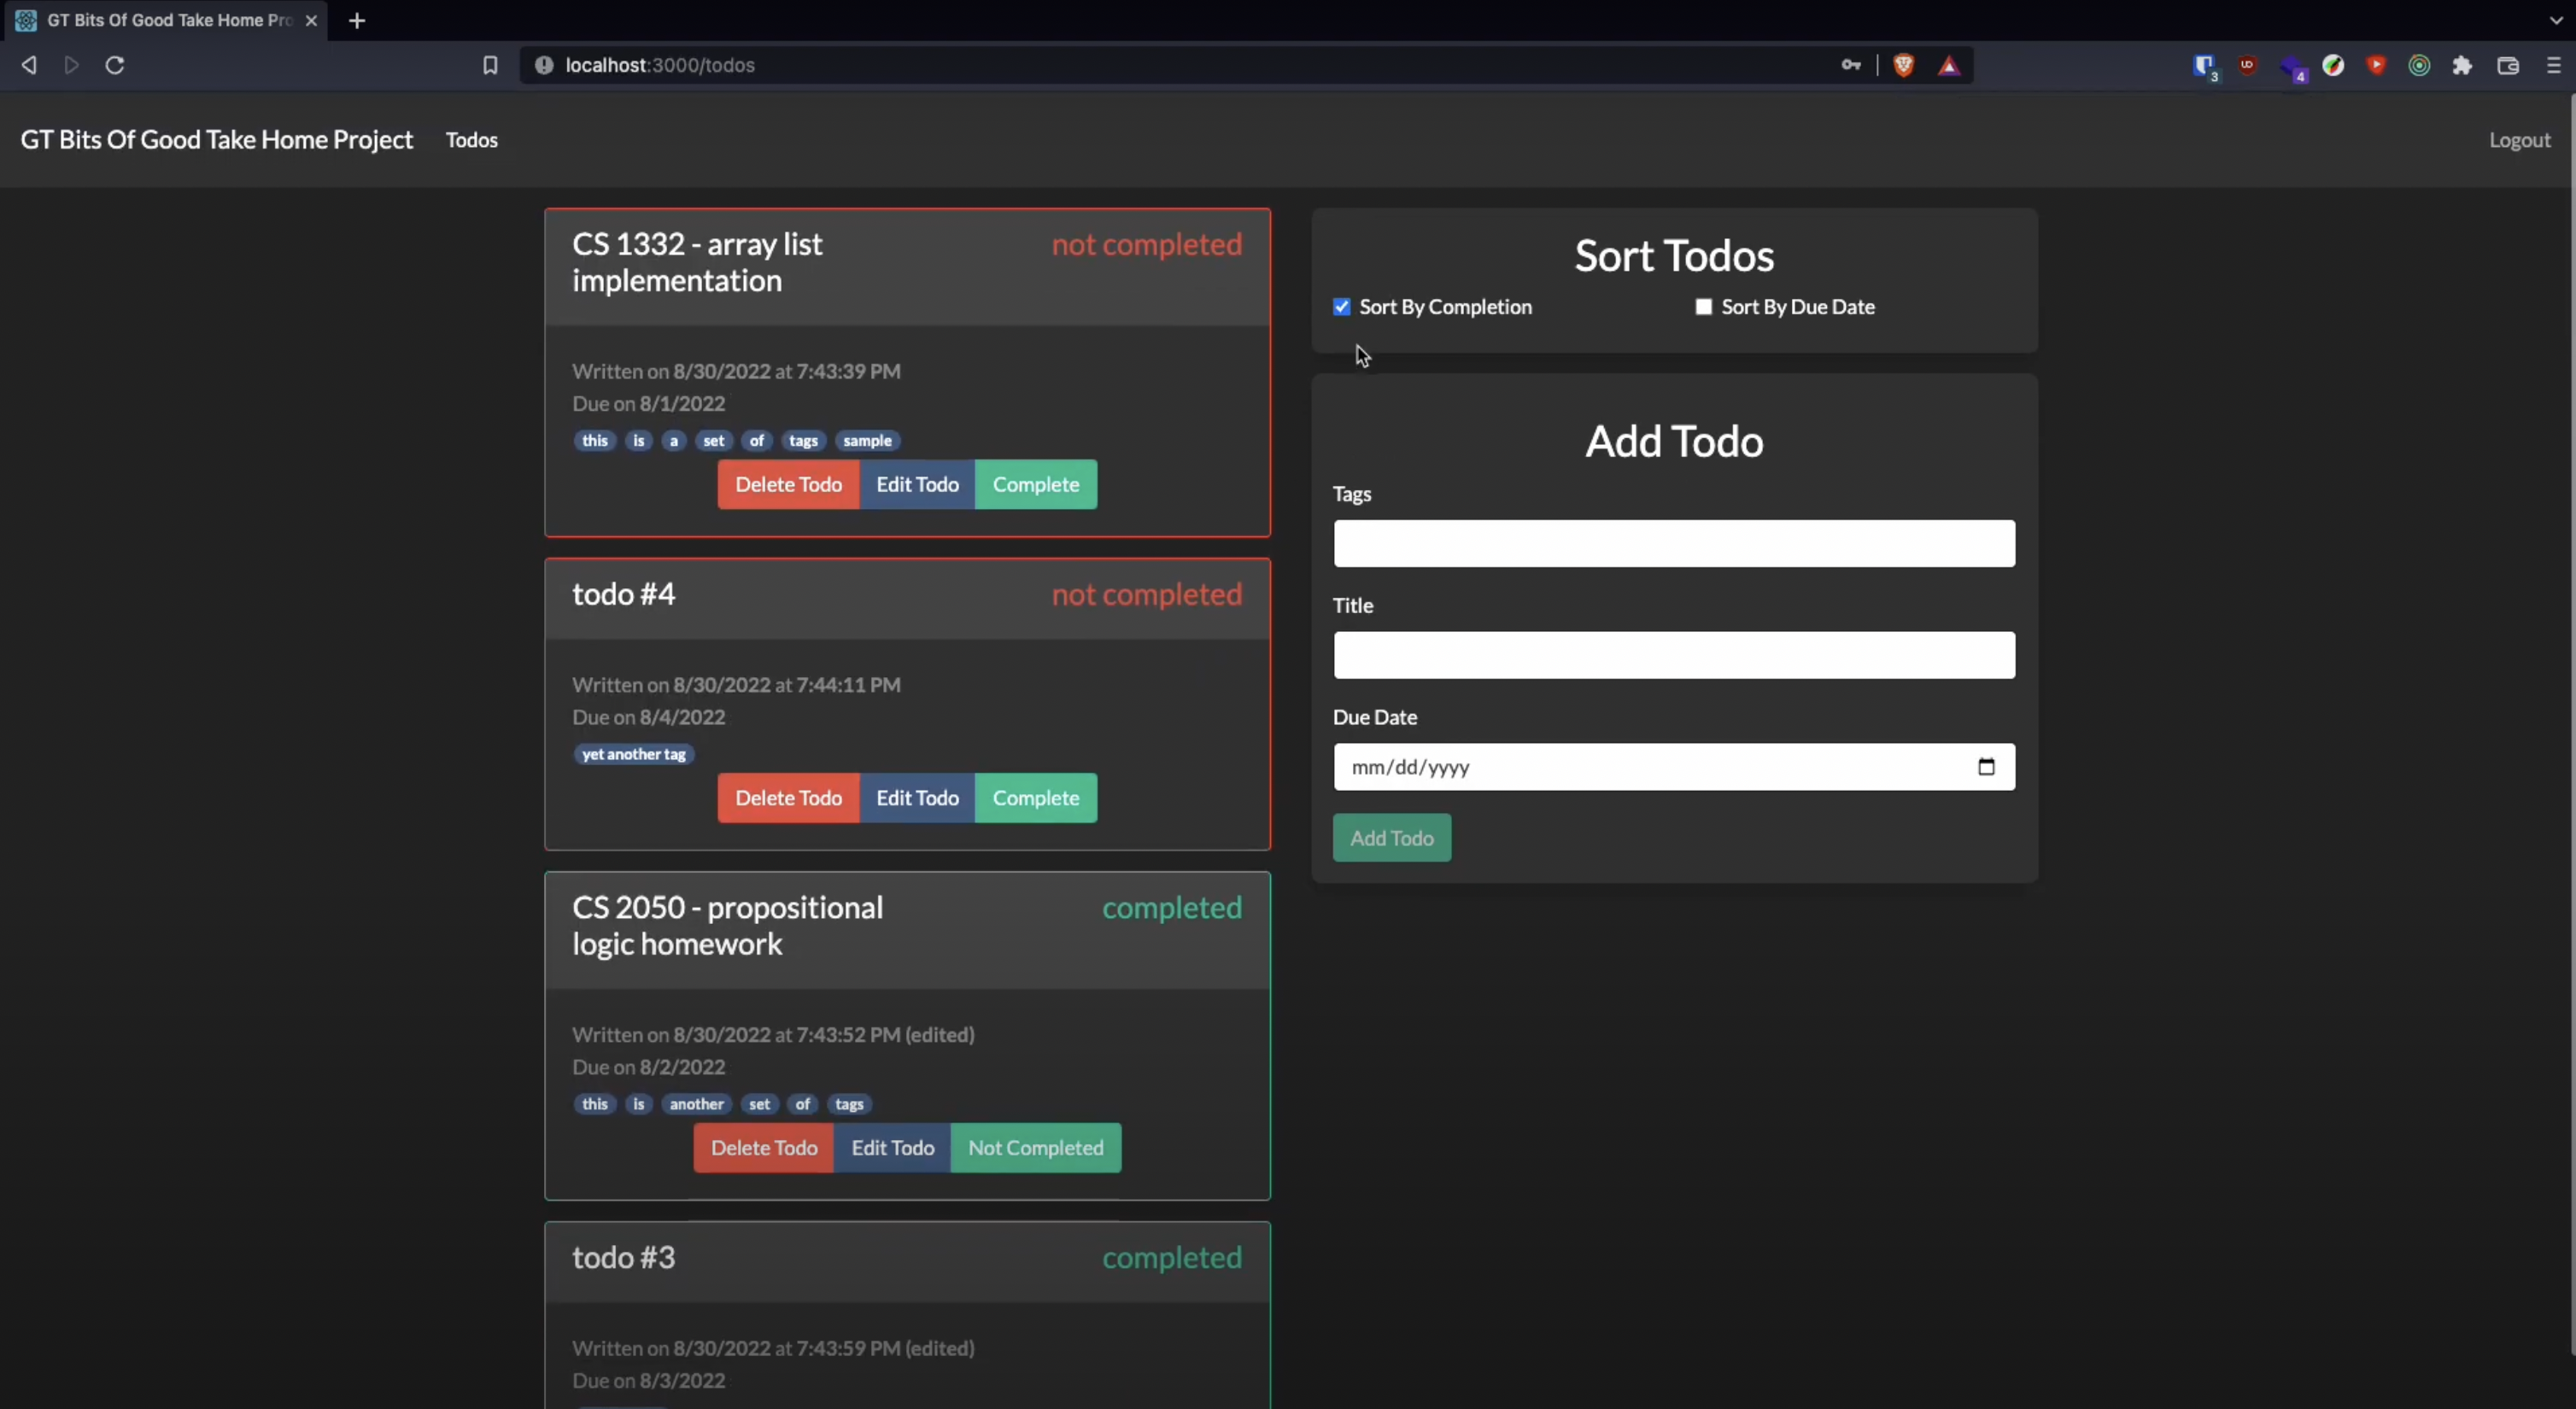 GT Bits Of Good Take Home Pro
localhost:3000/todos
3
4
GT Bits Of Good Take Home Project
Todos
Logout
CS 1332 - array list
implementation
not completed
Written on 8/30/2022 at 7:43:39 PM
Due on 8/1/2022
this is a set of tags sample
Delete Todo Edit Todo Complete
todo #4
not completed
Written on 8/30/2022 at 7:44:11 PM
Due on 8/4/2022
yet another tag
Delete Todo Edit Todo Complete
CS 2050 - propositional
logic homework
completed
Written on 8/30/2022 at 7:43:52 PM (edited)
Due on 8/2/2022
this is another set of tags
Delete Todo Edit Todo Not Completed
todo #3
completed
Written on 8/30/2022 at 7:43:59 PM (edited)
Due on 8/3/2022
Sort Todos
Sort By Completion Sort By Due Date
Add Todo
Tags
Title
Due Date
mm/dd/yyyy
Add Todo